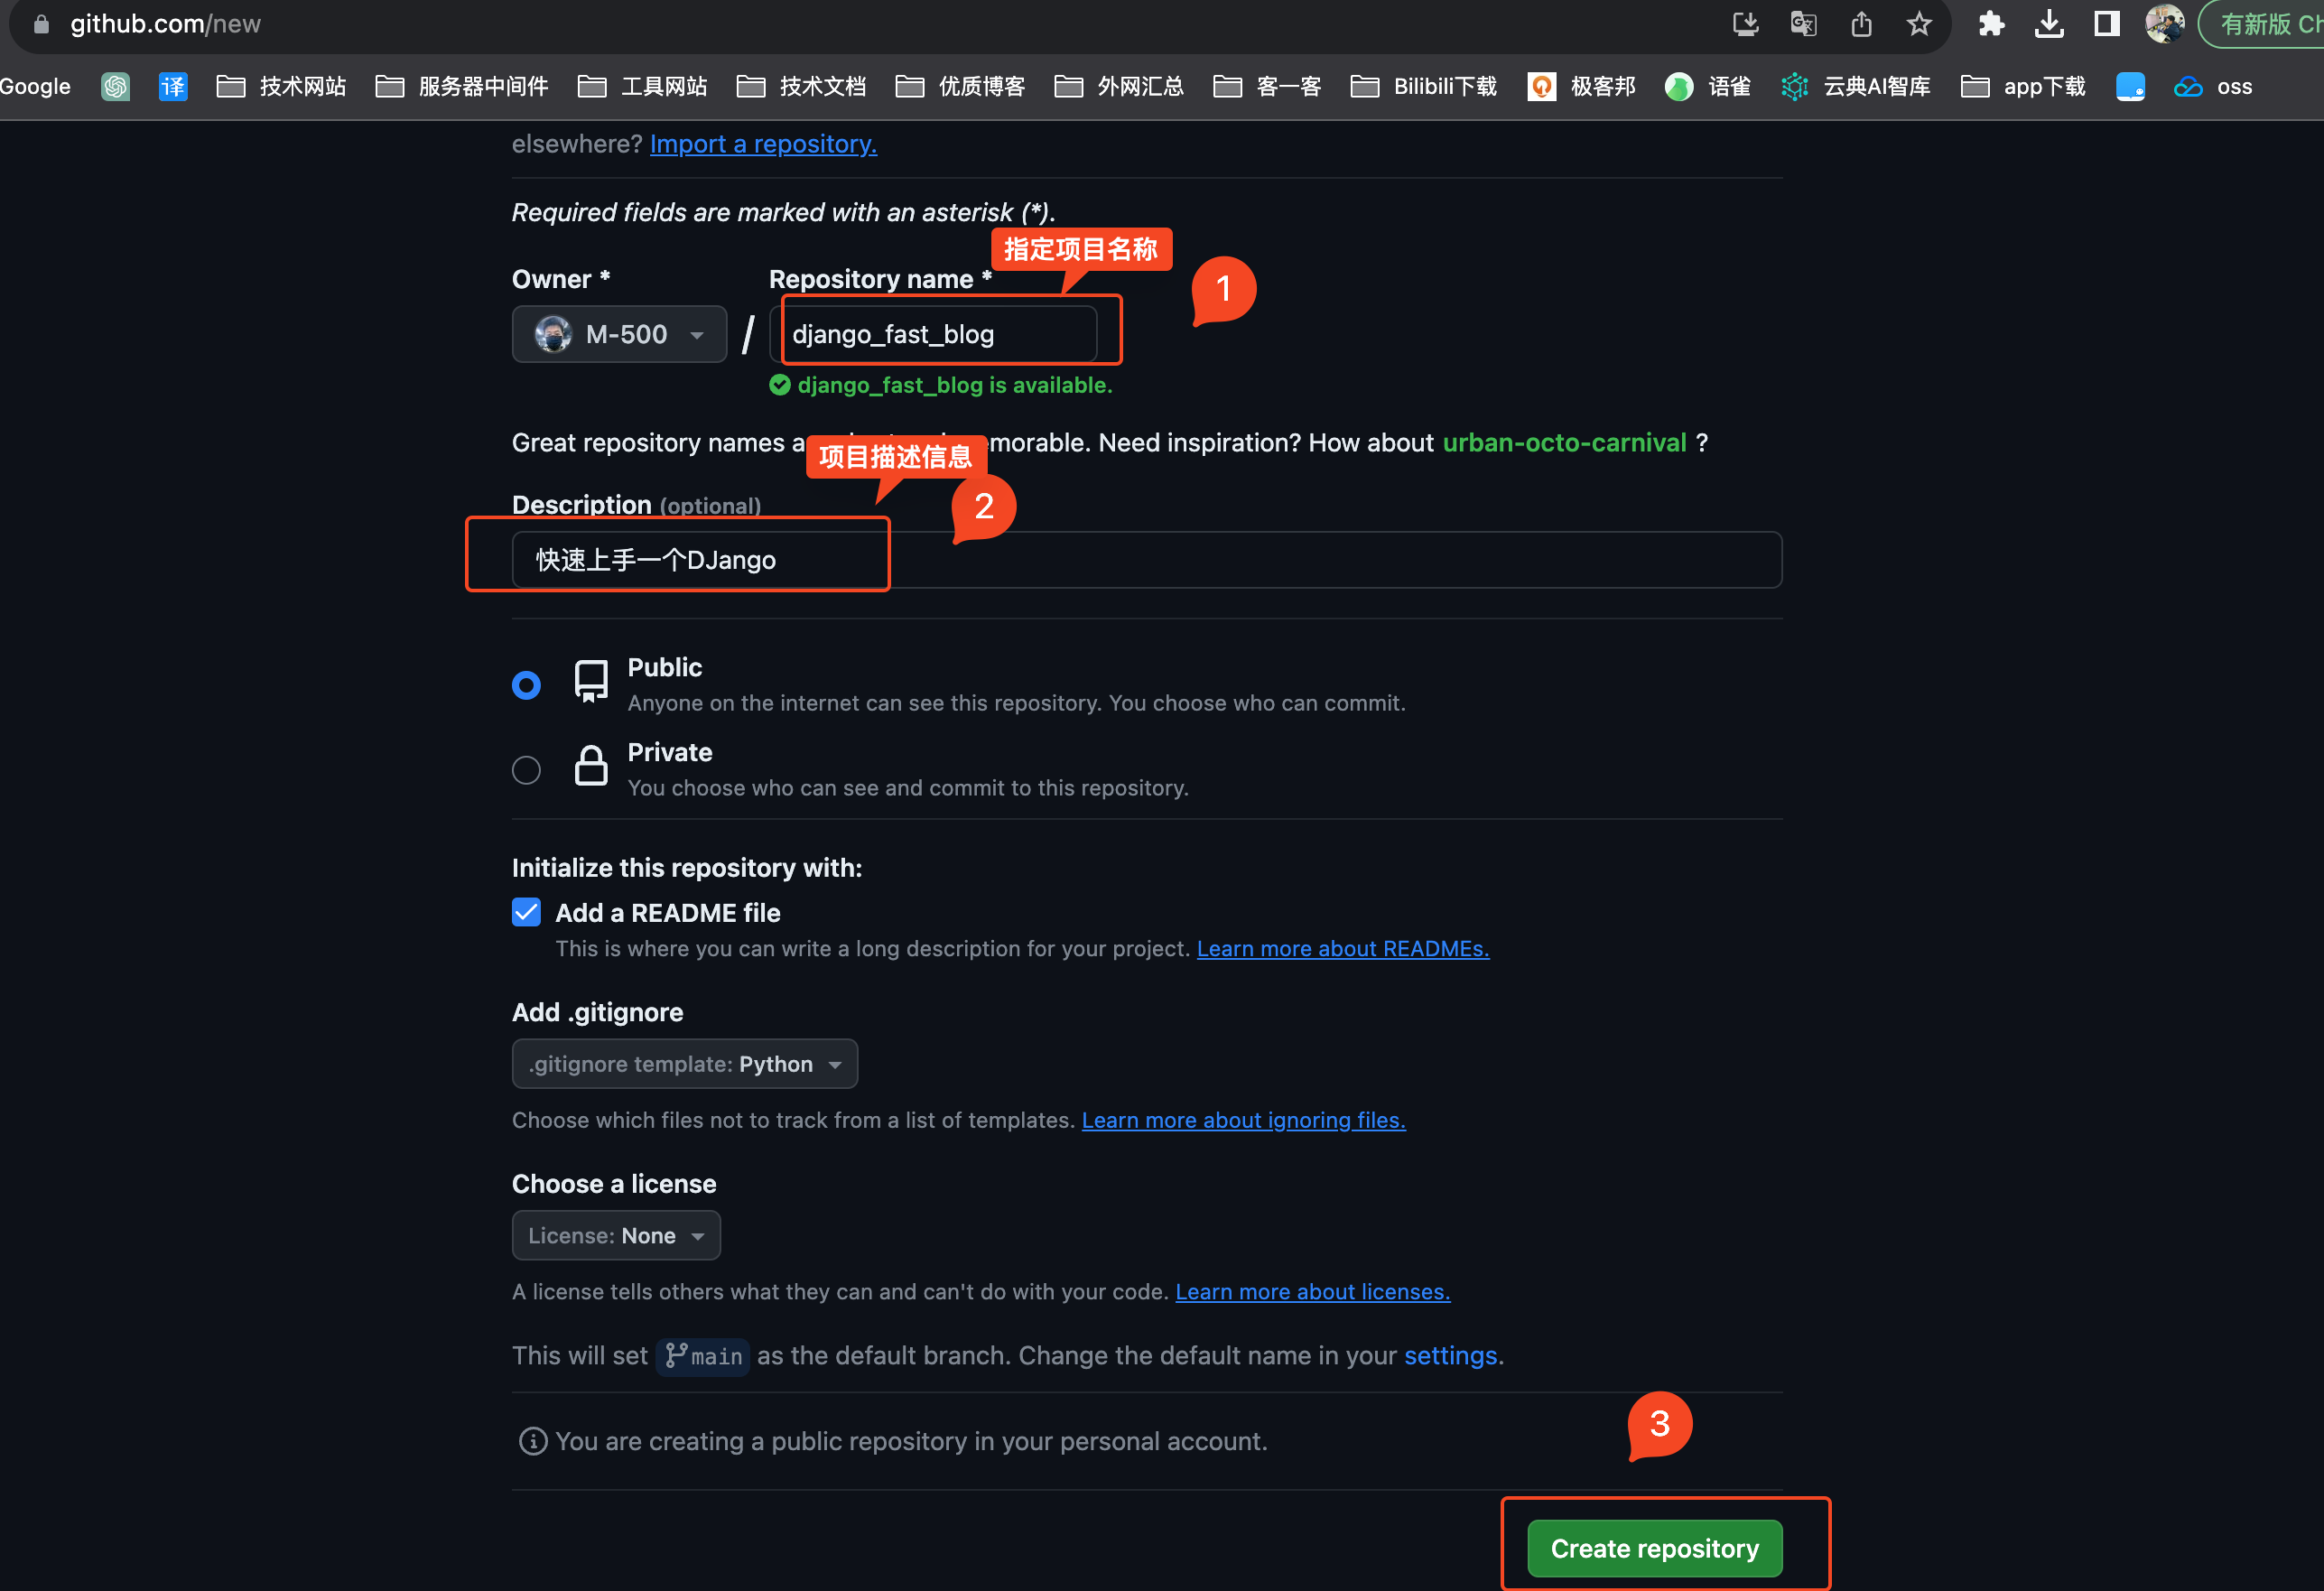 github.com/new
有新版 Ch
Google 译 技术网站 服务器中间件 工具网站 技术文档 优质博客 外网汇总 客一客 Bilibili下载 极客邦 语雀 云典AI智库 app下载 oss
elsewhere? Import a repository.
Required fields are marked with an asterisk (*).
指定项目名称
1
Owner * Repository name *
M-500 / django_fast_blog
django_fast_blog is available.
Great repository names a emorable. Need inspiration? How about urban-octo-carnival ?
项目描述信息
2
Description (optional)
快速上手一个DJango
Public
Anyone on the internet can see this repository. You choose who can commit.
Private
You choose who can see and commit to this repository.
Initialize this repository with:
Add a README file
This is where you can write a long description for your project. Learn more about READMEs.
Add .gitignore
.gitignore template: Python
Choose which files not to track from a list of templates. Learn more about ignoring files.
Choose a license
License: None
A license tells others what they can and can't do with your code. Learn more about licenses.
This will set main as the default branch. Change the default name in your settings.
3
You are creating a public repository in your personal account.
Create repository